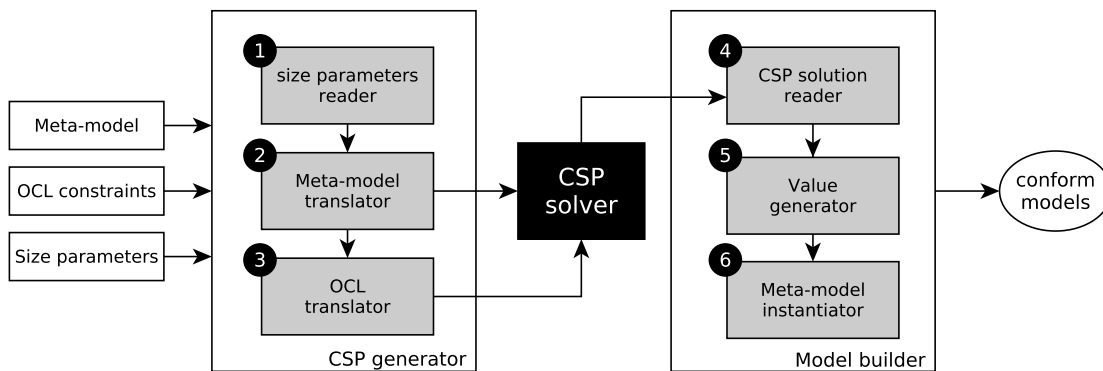 Meta-model
OCL constraints
Size parameters
1
size parameters
reader
2
Meta-model
translator
3
OCL
translator
CSP generator
CSP
solver
4
CSP solution
reader
5
Value
generator
6
Meta-model
instantiator
Model builder
conform
models